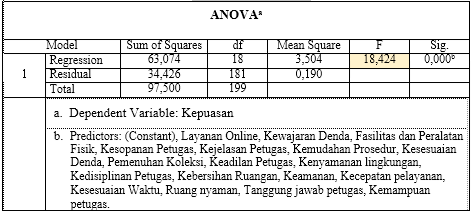 ANOVAª
Model Sum of Squares df Mean Square F Sig.
1 Regression 63,074 18 3,504 18,424 0,000ᵇ
Residual 34,426 181 0,190
Total 97,500 199
a. Dependent Variable: Kepuasan
b. Predictors: (Constant), Layanan Online, Kewajaran Denda, Fasilitas dan Peralatan
Fisik, Kesopanan Petugas, Kejelasan Petugas, Kemudahan Prosedur, Kesesuaian
Denda, Pemenuhan Koleksi, Keadilan Petugas, Kenyamanan lingkungan,
Kedisiplinan Petugas, Kebersihan Ruangan, Keamanan, Kecepatan pelayanan,
Kesesuaian Waktu, Ruang nyaman, Tanggung jawab petugas, Kemampuan
petugas.